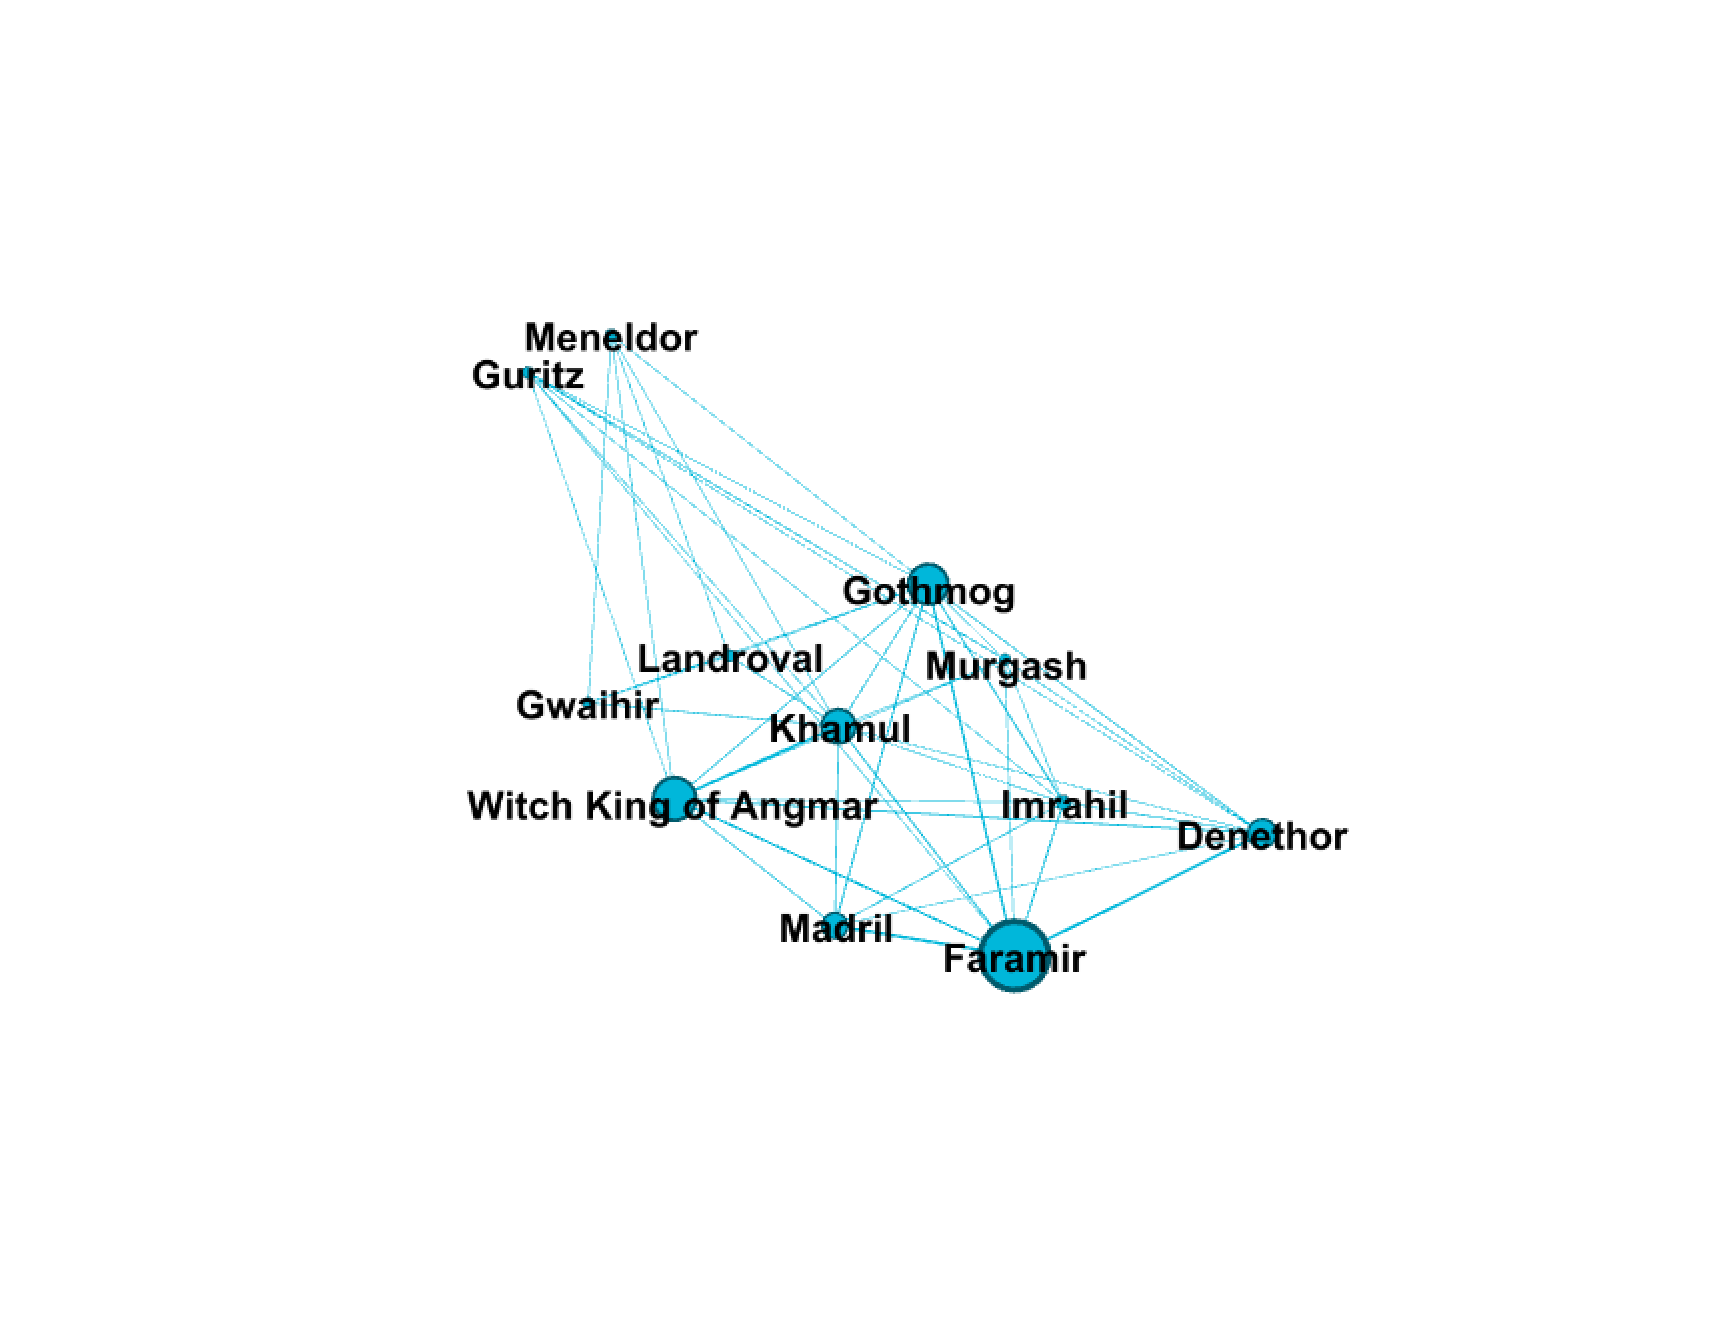 Meneldor
Guritz
Gothmog
Landroval
Murgash
Gwaihir
Khamul
Witch King of Angmar
Imrahil
Denethor
Madril
Faramir